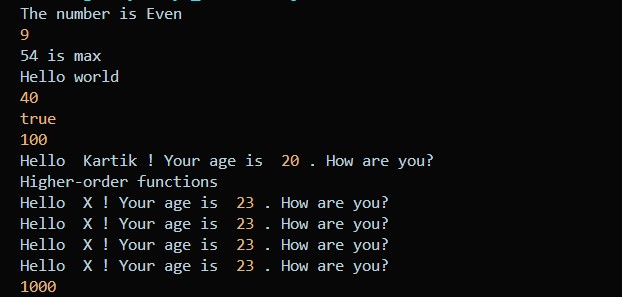 The number is Even
9
54 is max
Hello world
40
true
100
Hello  Kartik ! Your age is  20 . How are you?
Higher-order functions
Hello  X ! Your age is  23 . How are you?
Hello  X ! Your age is  23 . How are you?
Hello  X ! Your age is  23 . How are you?
Hello  X ! Your age is  23 . How are you?
1000